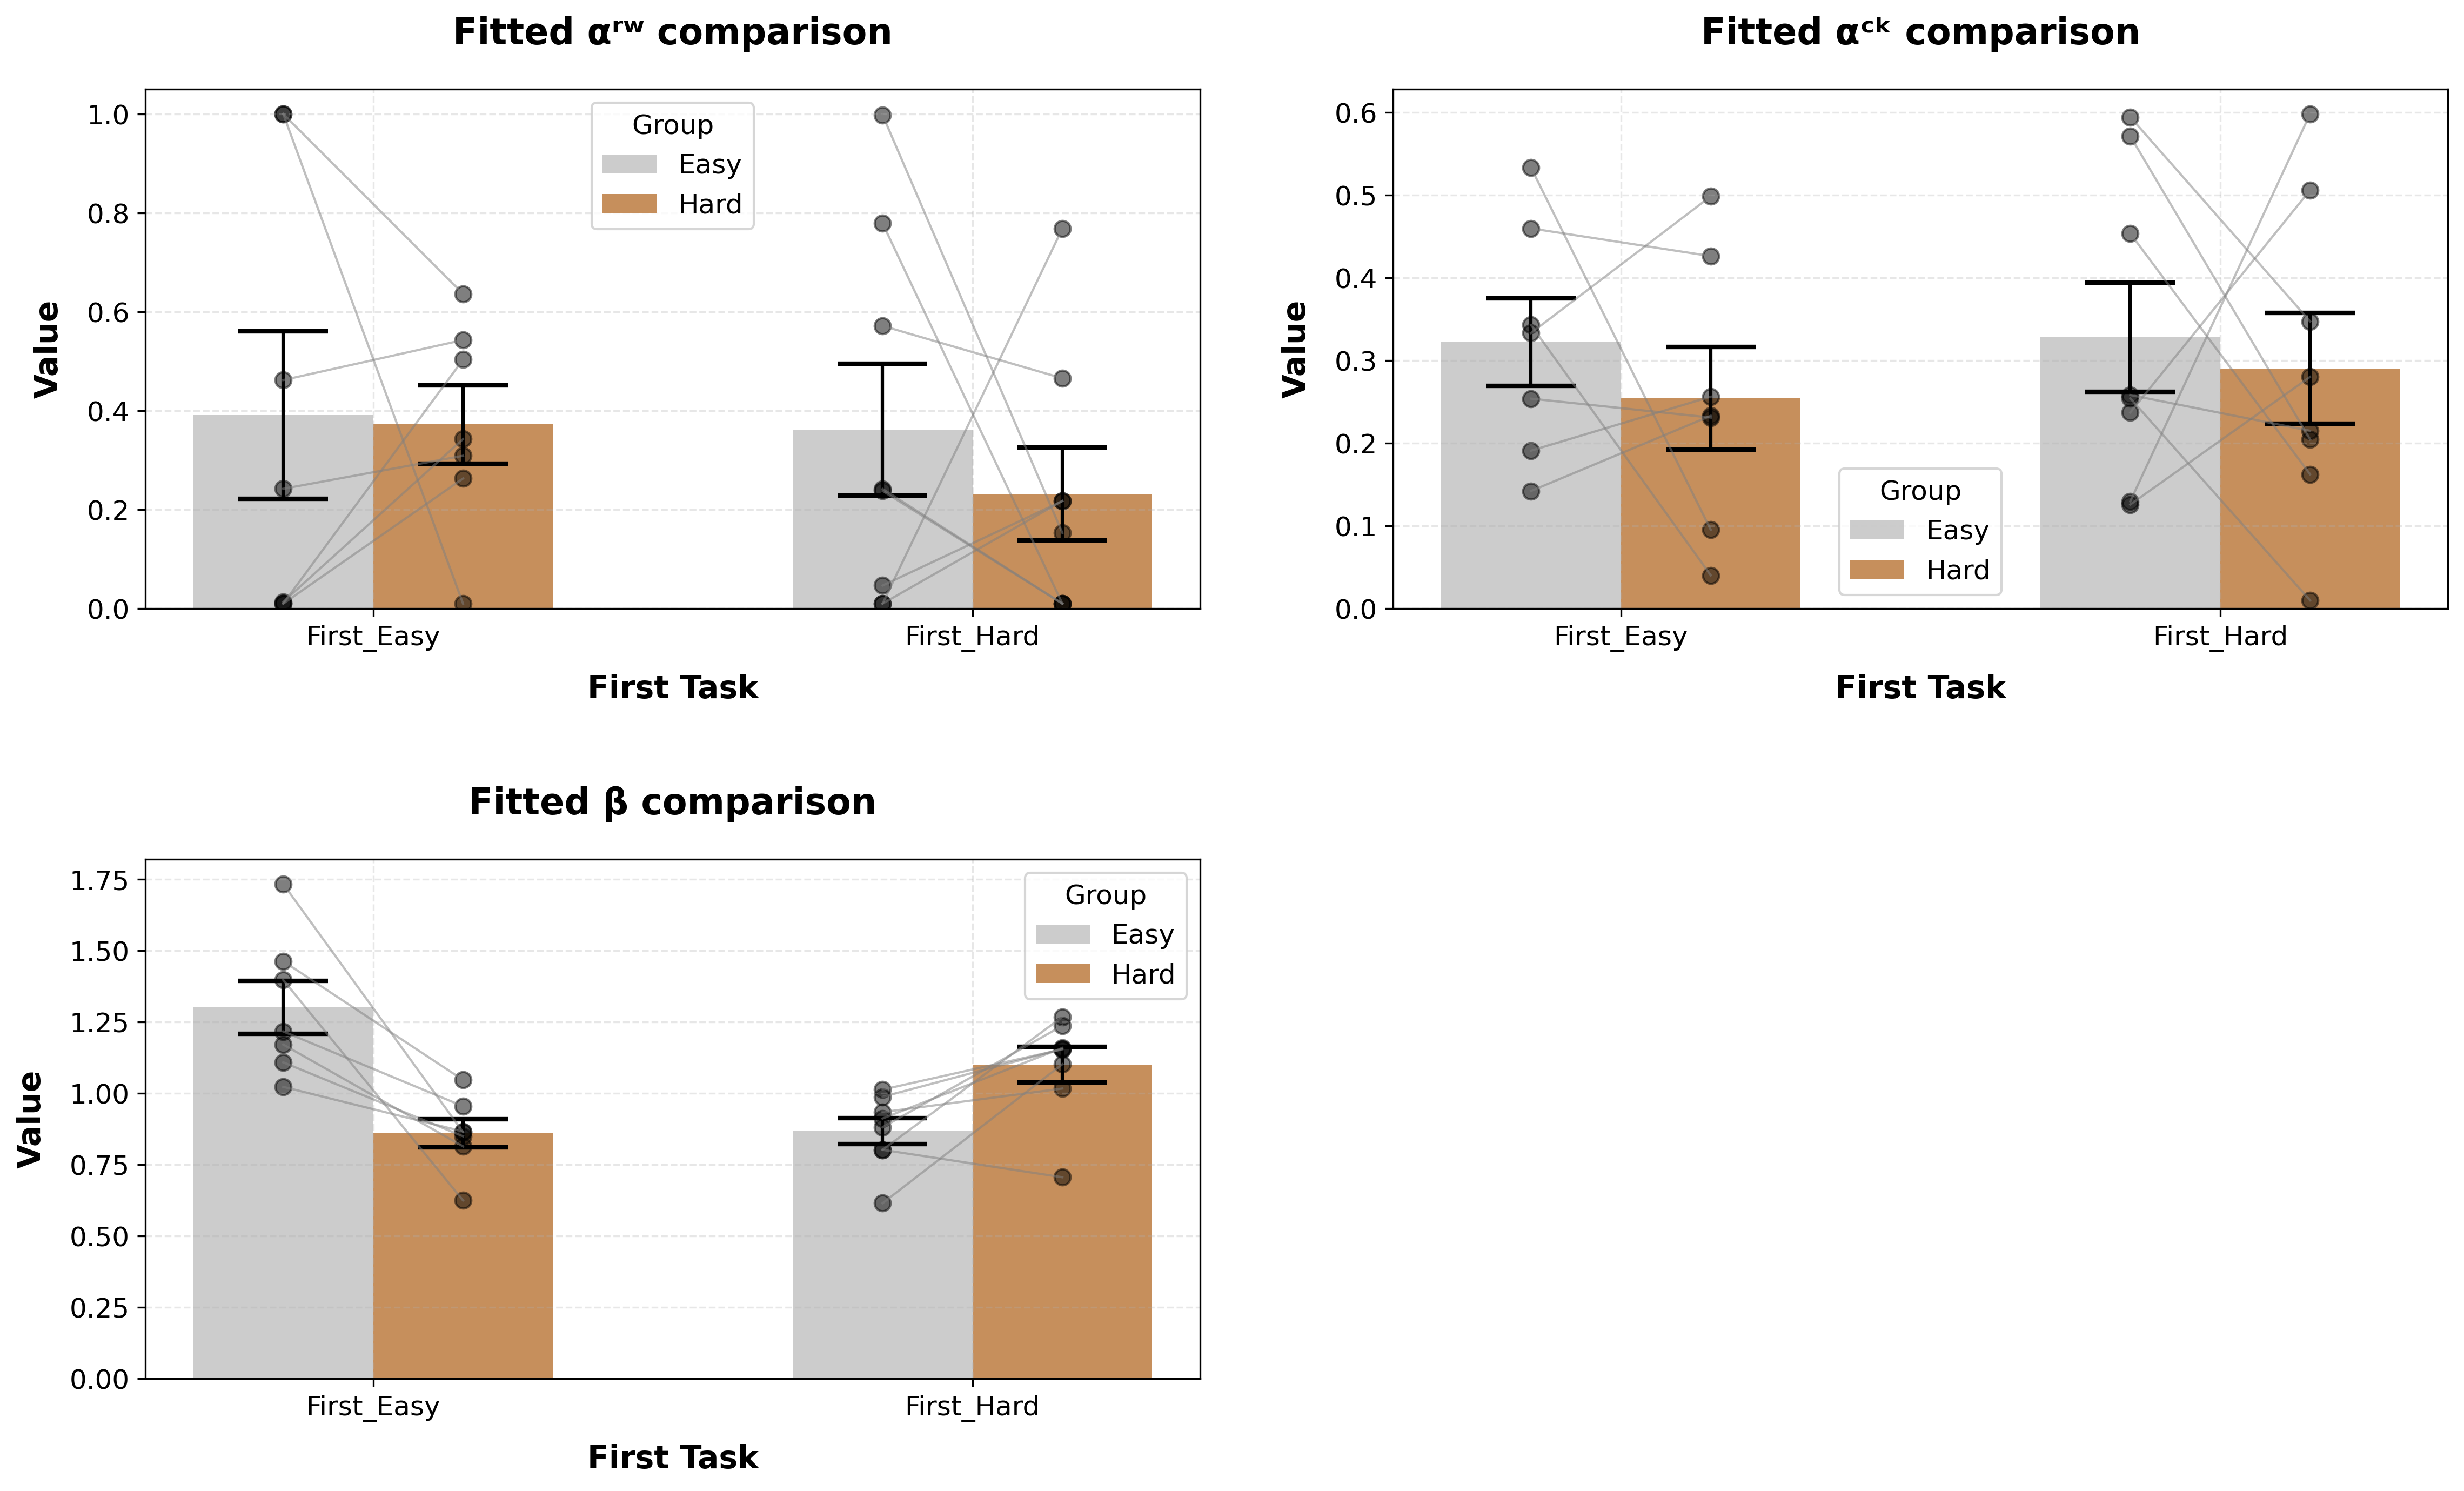 Fitted αʳʷ comparison
1.0
0.8
0.6
0.4
0.2
0.0
Value
Group
Easy
Hard
First_Easy
First_Hard
First Task
Fitted αᶜᵏ comparison
0.6
0.5
0.4
0.3
0.2
0.1
0.0
Value
Group
Easy
Hard
First_Easy
First_Hard
First Task
Fitted β comparison
1.75
1.50
1.25
1.00
0.75
0.50
0.25
0.00
Value
Group
Easy
Hard
First_Easy
First_Hard
First Task